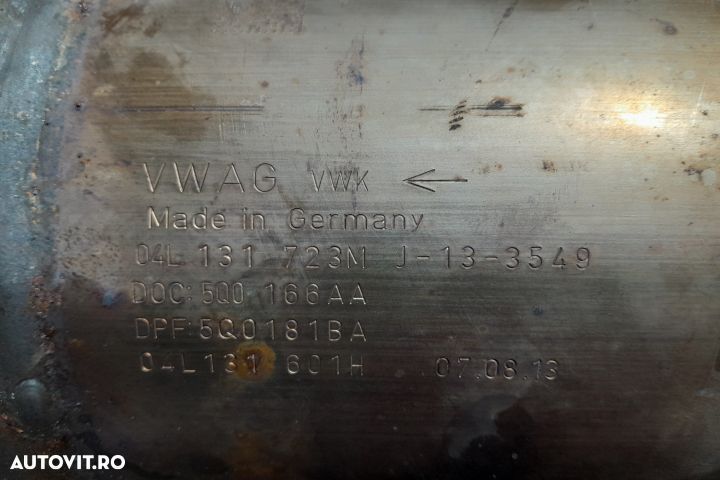 VWAG VWK ←
Made in Germany
04L 131 723M J-13-3549
DOC: 5Q0 166AA
DPF: 5Q0181BA
04L131 601H 07.08.13
AUTOVIT.RO